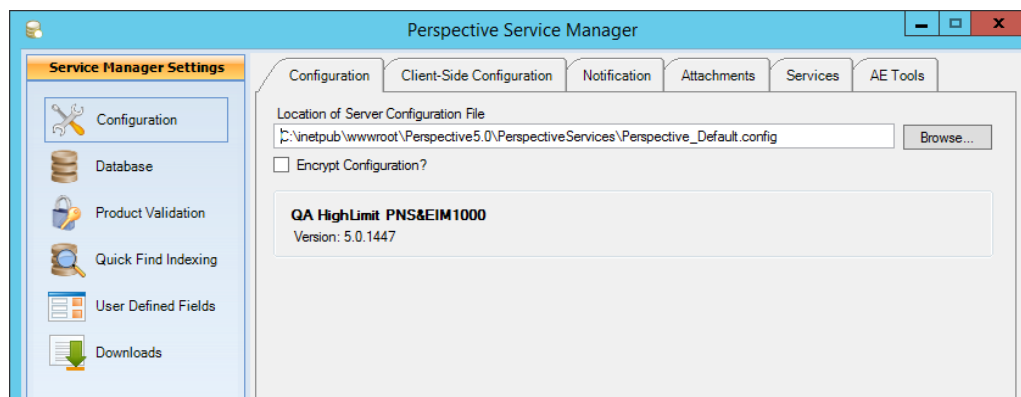 Perspective Service Manager
Service Manager Settings
Configuration
Database
Product Validation
Quick Find Indexing
User Defined Fields
Downloads
Configuration Client-Side Configuration Notification Attachments Services AE Tools
Location of Server Configuration File
C:\inetpub\wwwroot\Perspective5.0\PerspectiveServices\Perspective_Default.config Browse...
Encrypt Configuration?
QA HighLimit PNS&EIM1000
Version: 5.0.1447